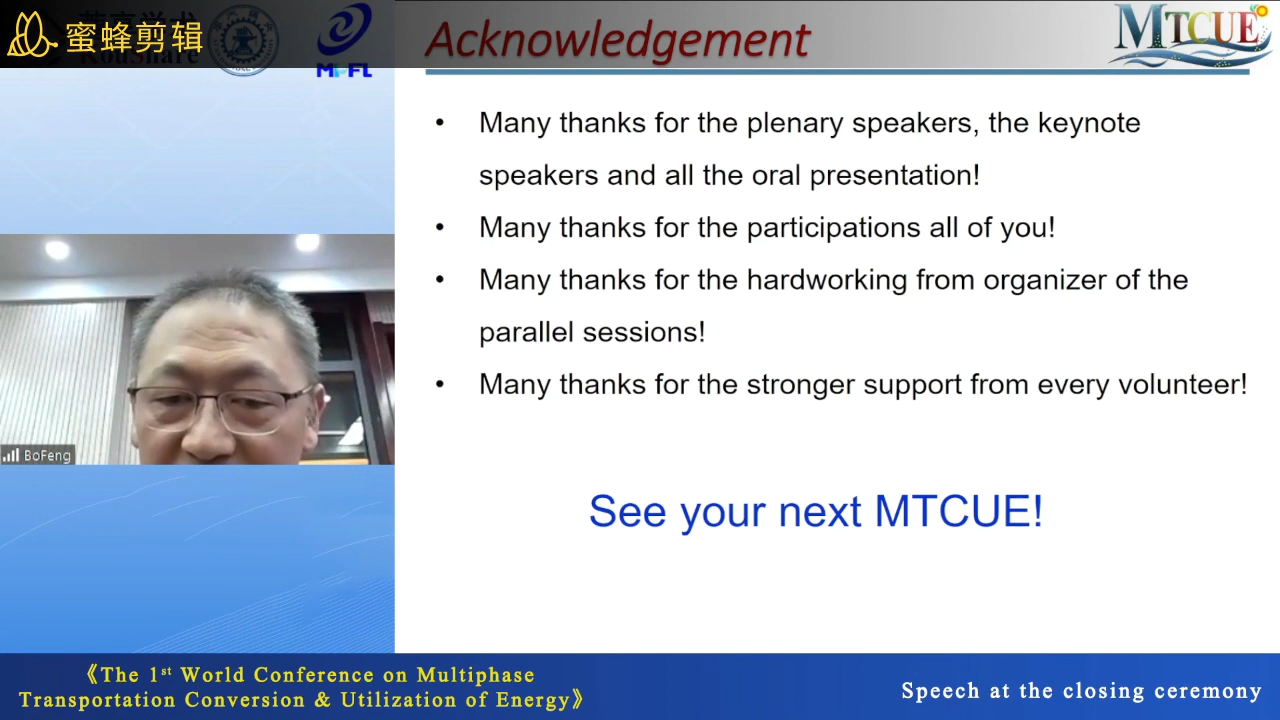 蜜蜂剪辑
KouShare
MPFL
Acknowledgement
MTCUE
• Many thanks for the plenary speakers, the keynote
speakers and all the oral presentation!
• Many thanks for the participations all of you!
• Many thanks for the hardworking from organizer of the
parallel sessions!
• Many thanks for the stronger support from every volunteer!
See your next MTCUE!
BoFeng
《The 1st World Conference on Multiphase
Transportation Conversion & Utilization of Energy》
Speech at the closing ceremony